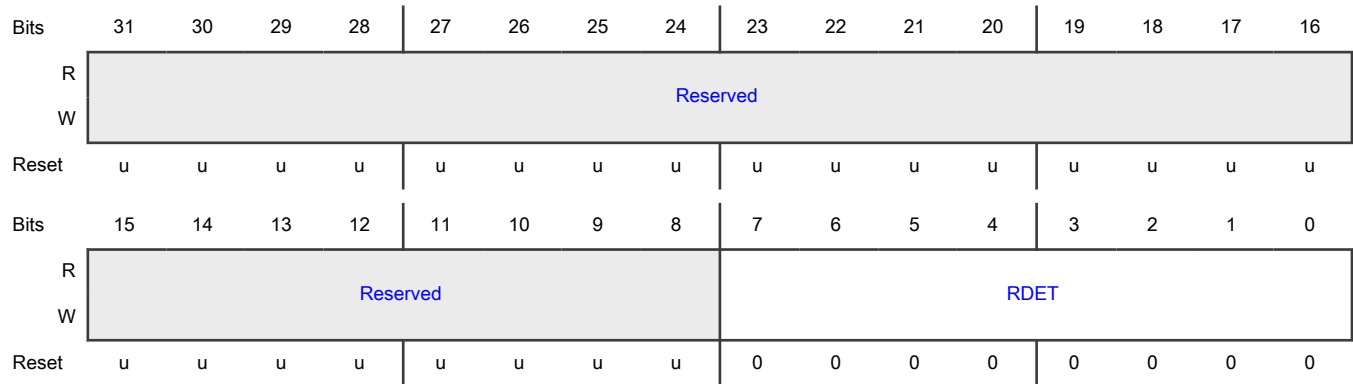 Bits 31 30 29 28 27 26 25 24 23 22 21 20 19 18 17 16
R
Reserved
W
Reset u u u u u u u u u u u u u u u u
Bits 15 14 13 12 11 10 9 8 7 6 5 4 3 2 1 0
R
Reserved RDET
W
Reset u u u u u u u u 0 0 0 0 0 0 0 0